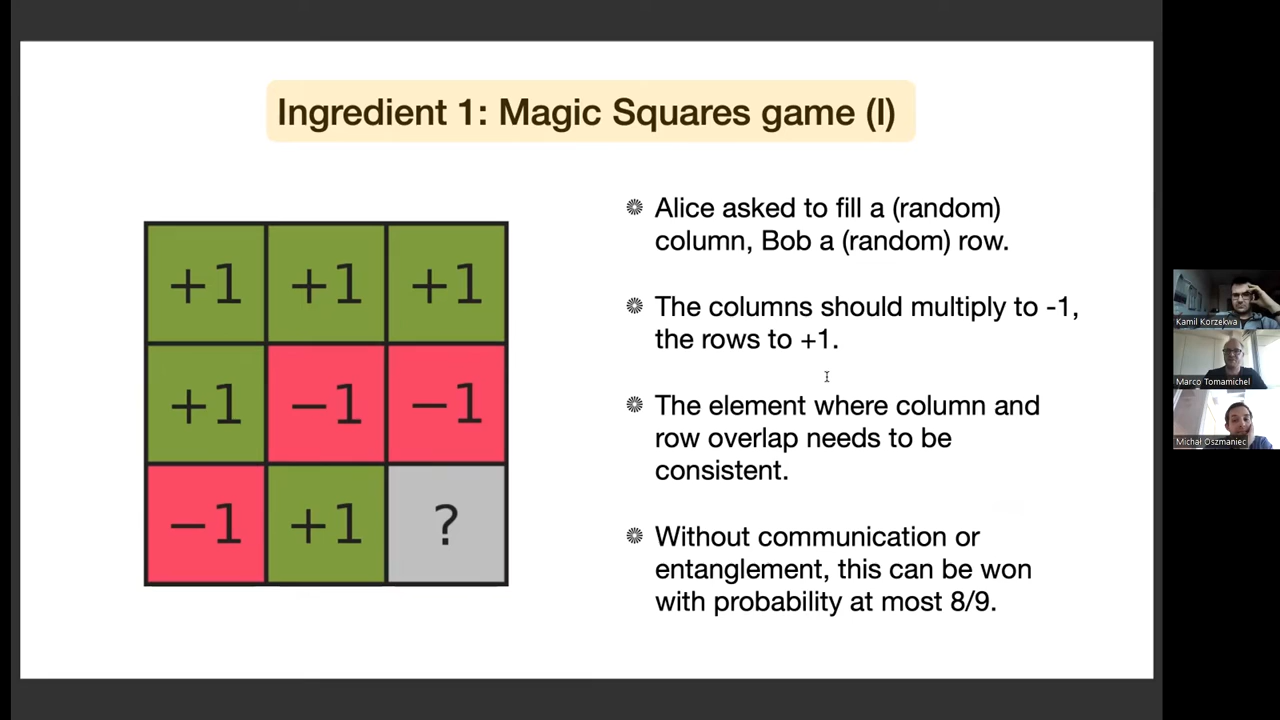 Ingredient 1: Magic Squares game (I)
+1 +1 +1
+1 −1 −1
−1 +1 ?
Alice asked to fill a (random)
column, Bob a (random) row.
The columns should multiply to -1,
the rows to +1.
The element where column and
row overlap needs to be
consistent.
Without communication or
entanglement, this can be won
with probability at most 8/9.
Kamil Korzekwa
Marco Tomamichel
Michał Oszmaniec